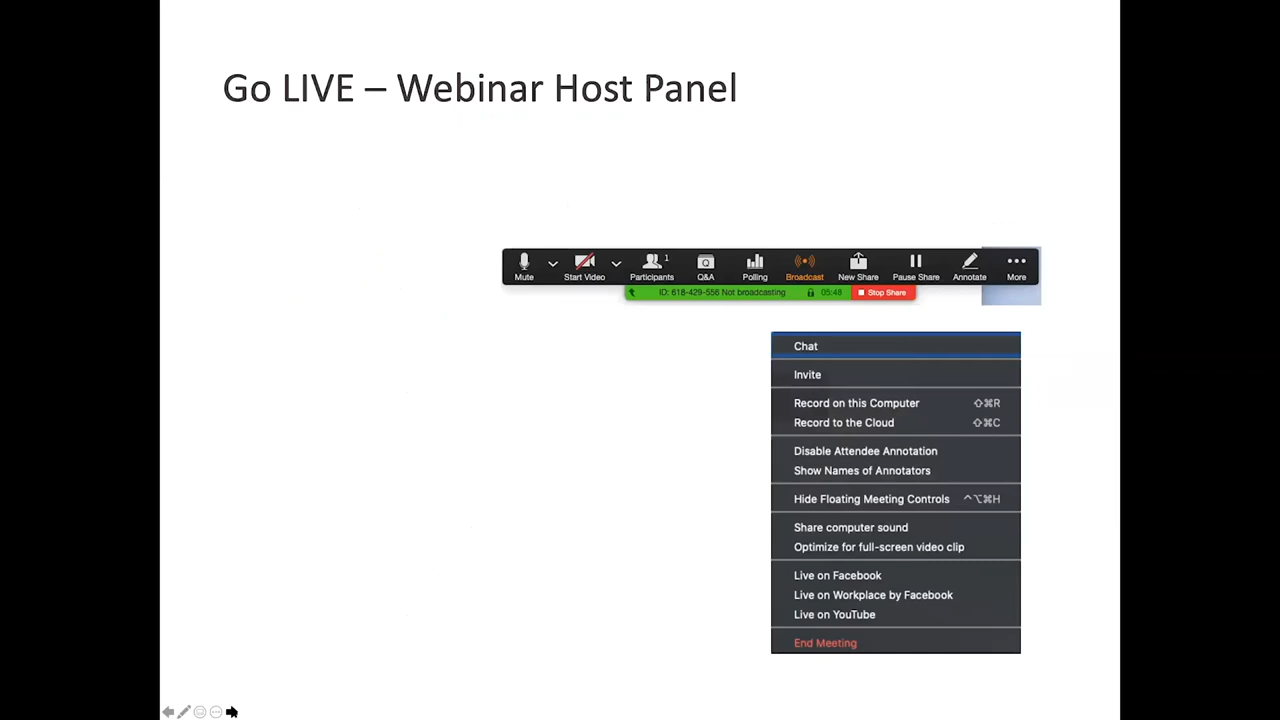 Go LIVE – Webinar Host Panel
Mute Start Video Participants 1 Q&A Polling Broadcast New Share Pause Share Annotate More
ID: 618-429-556 Not broadcasting 05:48 Stop Share
Chat
Invite
Record on this Computer ⇧⌘R
Record to the Cloud ⇧⌘C
Disable Attendee Annotation
Show Names of Annotators
Hide Floating Meeting Controls ^⌥⌘H
Share computer sound
Optimize for full-screen video clip
Live on Facebook
Live on Workplace by Facebook
Live on YouTube
End Meeting